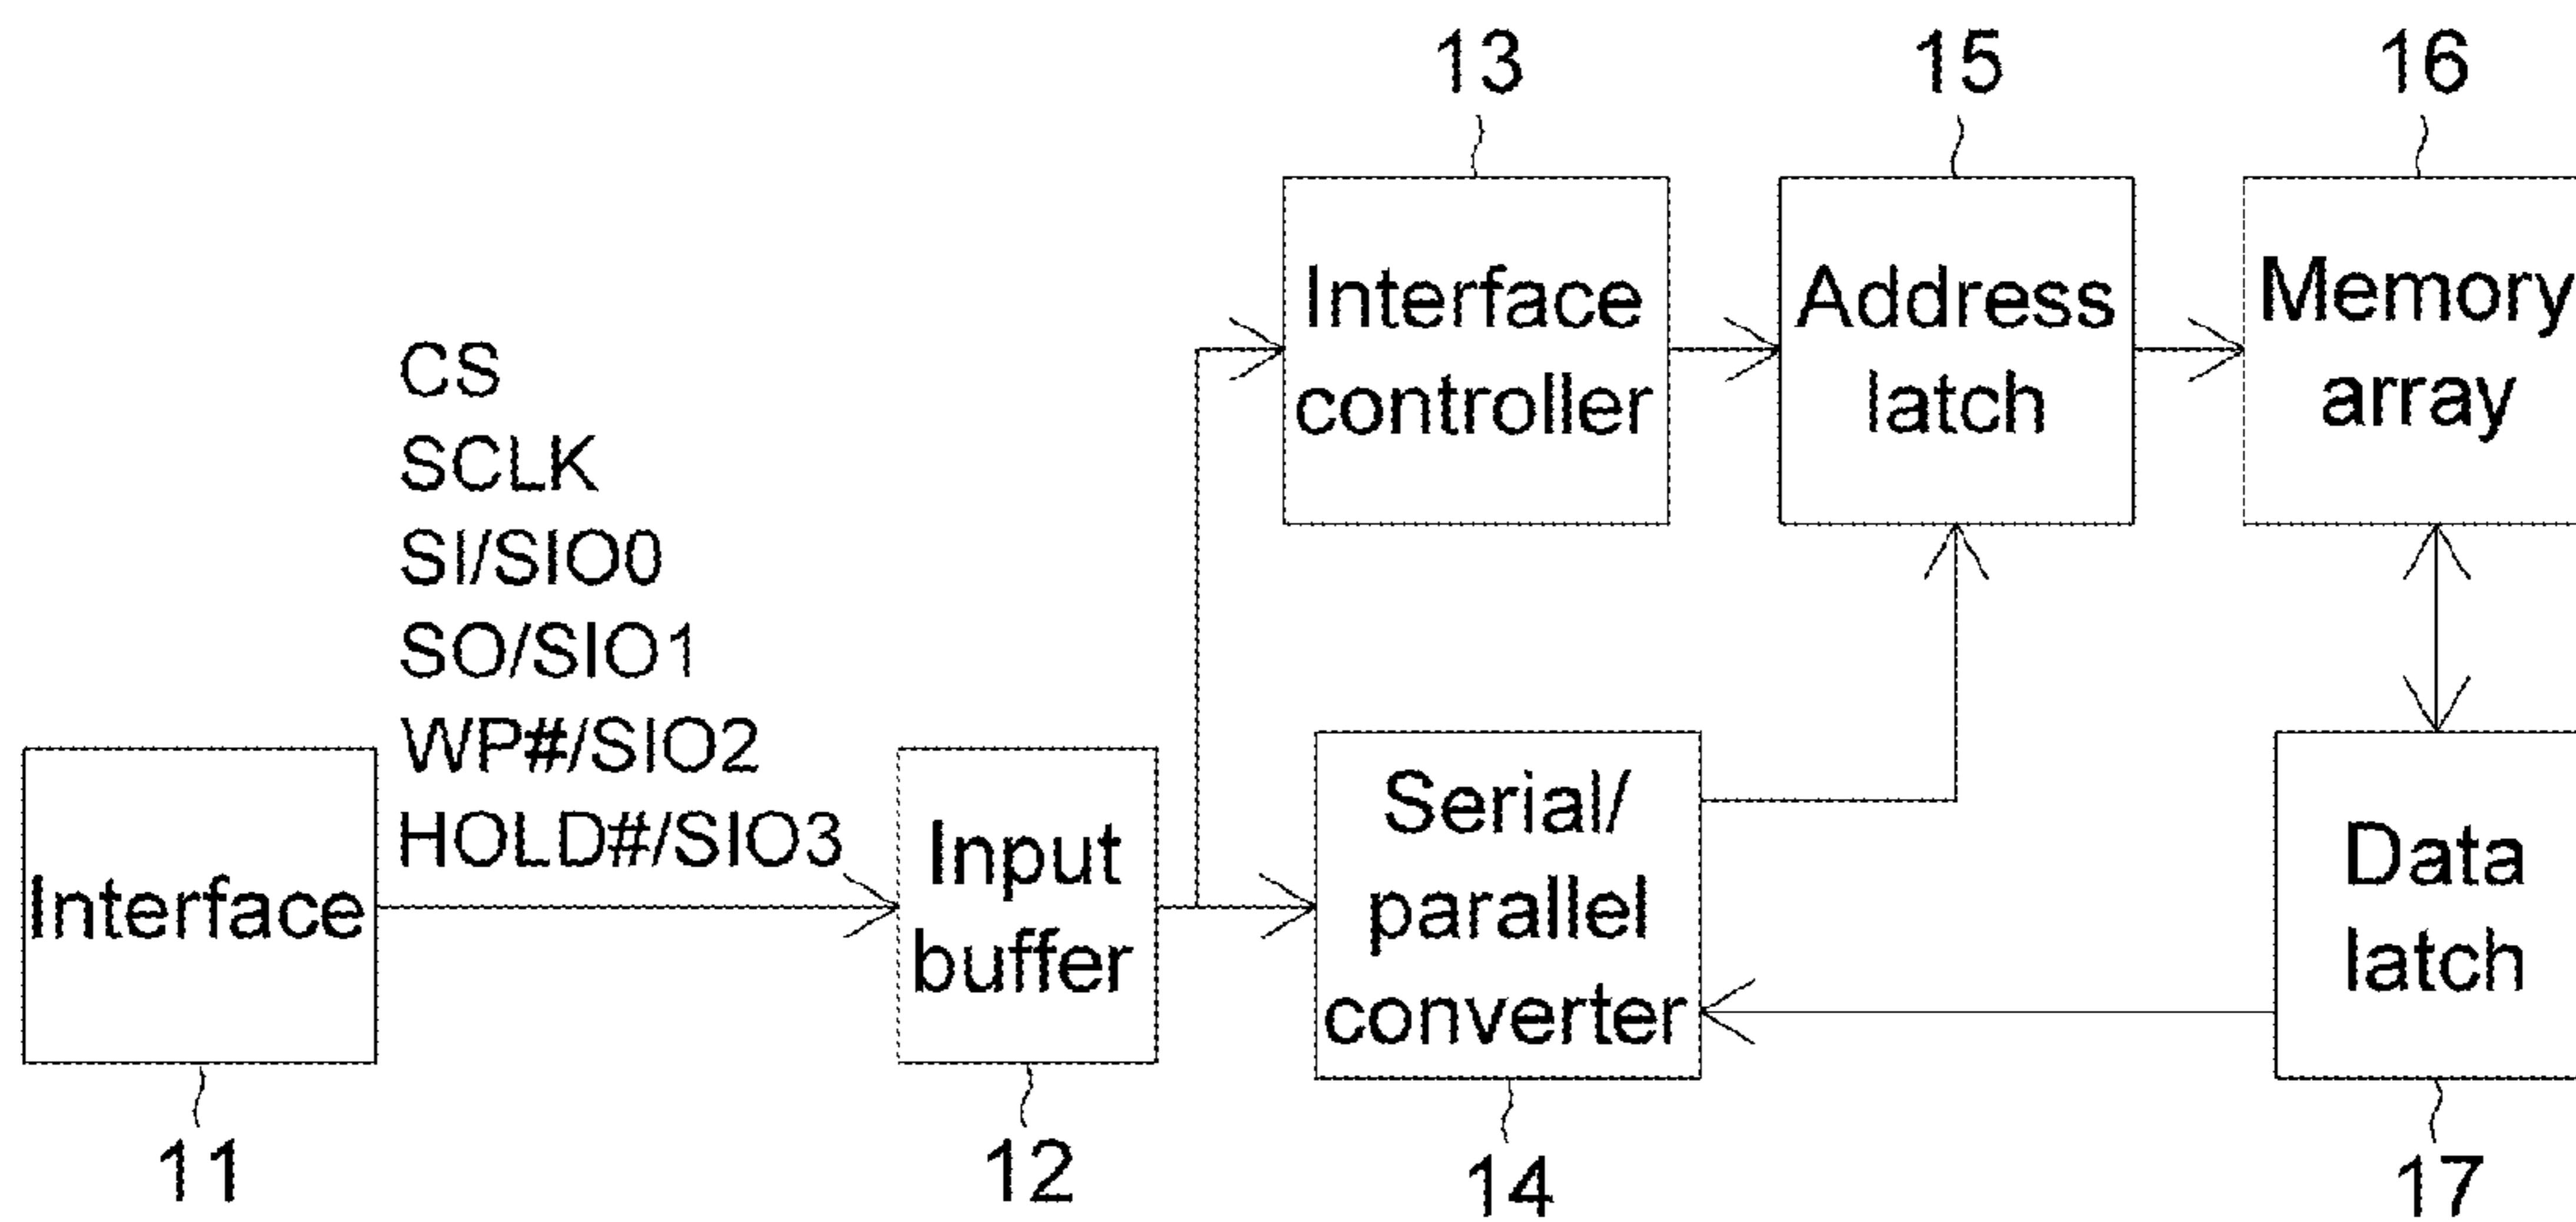 13
15
16
Interface
controller
Address
latch
Memory
array
CS
SCLK
SI/SIO0
SO/SIO1
WP#/SIO2
HOLD#/SIO3
Interface
Input
buffer
Serial/
parallel
converter
Data
latch
11
12
14
17